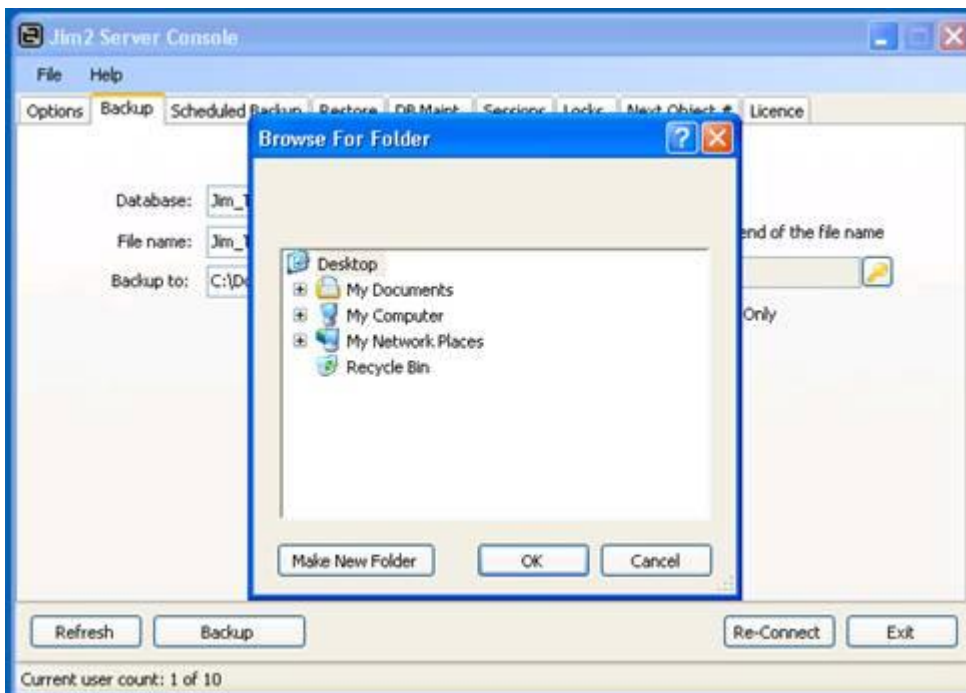 Jim2 Server Console
File Help
Options Backup Scheduled Backup Restore DB Maint Sessions Locks Next Object # Licence
Browse For Folder
Database: Jim_T
File name: Jim_T
end of the file name
Backup to: C:\Do
Only
Desktop
My Documents
My Computer
My Network Places
Recycle Bin
Make New Folder OK Cancel
Refresh Backup Re-Connect Exit
Current user count: 1 of 10